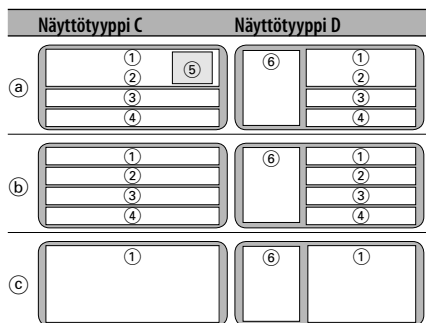 Näyttötyyppi C Näyttötyyppi D
ⓐ
① ⑥ ①
② ⑤ ②
③ ③
④ ④
ⓑ
① ⑥ ①
② ②
③ ③
④ ④
ⓒ
① ⑥ ①